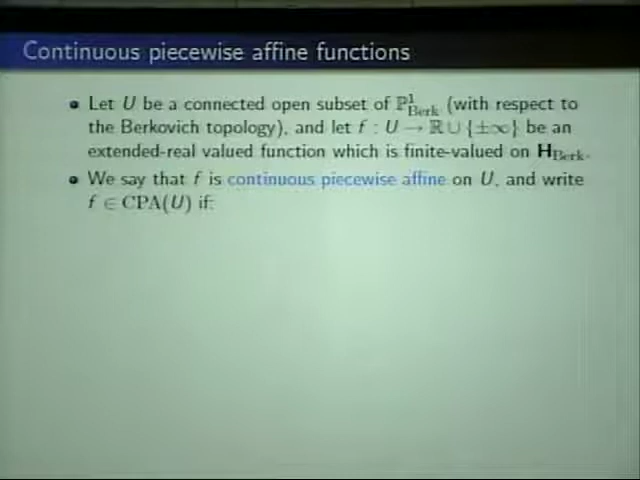 Continuous piecewise affine functions
• Let U be a connected open subset of ℙ¹_Berk (with respect to
the Berkovich topology), and let f : U → ℝ ∪ {±∞} be an
extended-real valued function which is finite-valued on H_Berk.
• We say that f is continuous piecewise affine on U, and write
f ∈ CPA(U) if: